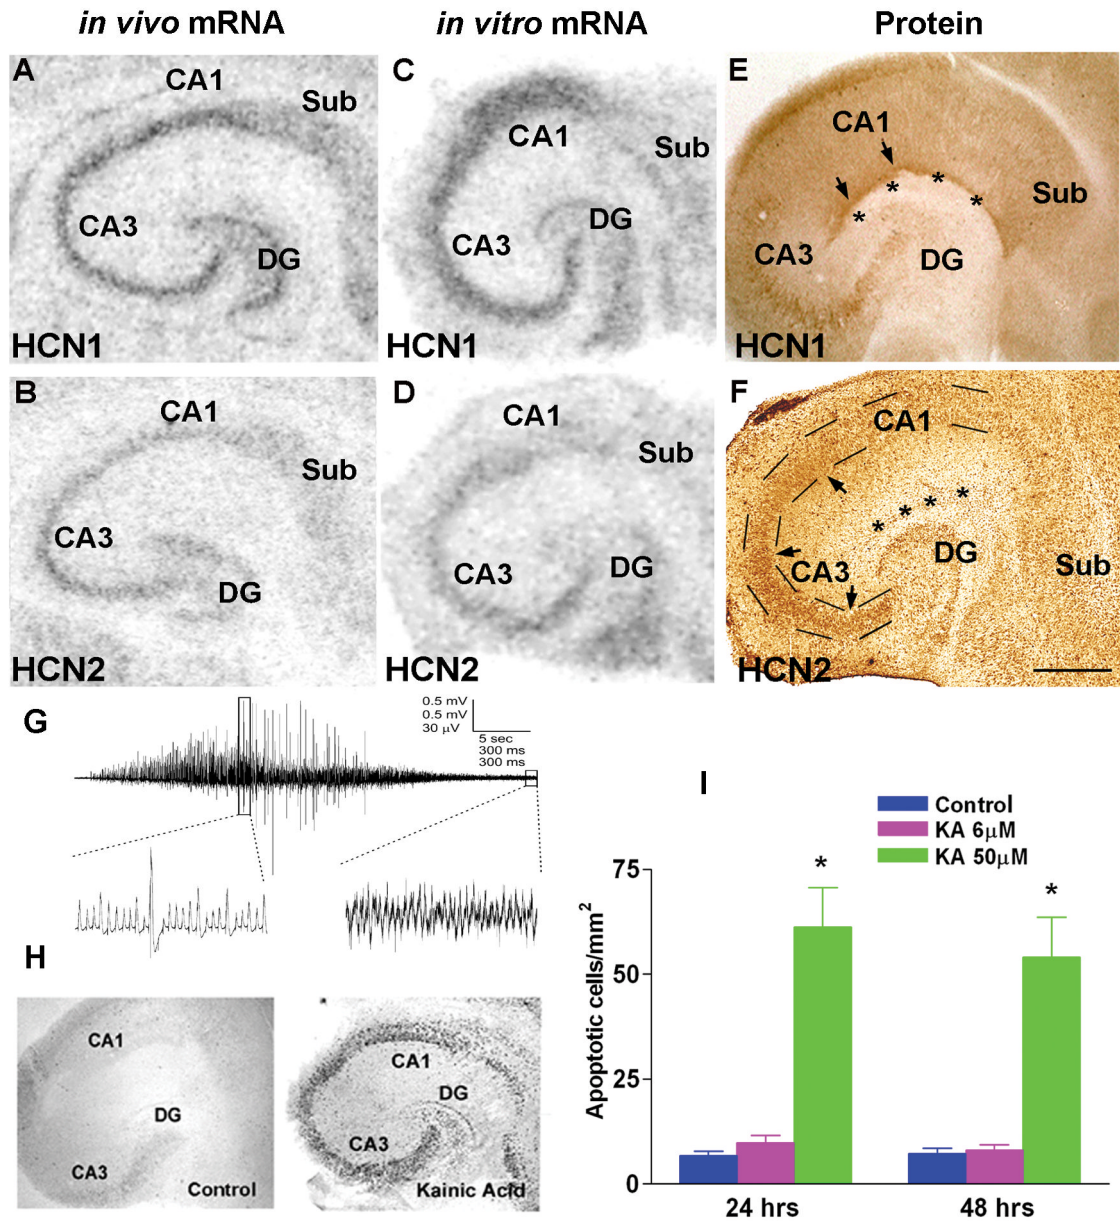 in vivo mRNA
in vitro mRNA
Protein
A
CA1
Sub
CA3
DG
HCN1
C
CA1
Sub
DG
CA3
HCN1
E
CA1
* * * *
Sub
CA3
DG
HCN1
B
CA1
Sub
CA3
DG
HCN2
D
CA1
Sub
CA3
DG
HCN2
F
CA1
* * * *
DG
CA3
Sub
HCN2
G
0.5 mV
0.5 mV
30 µV
5 sec
300 ms
300 ms
H
CA1
DG
CA3
Control
CA1
DG
CA3
Kainic Acid
I
Control
KA 6µM
KA 50µM
Apoptotic cells/mm²
75
50
25
0
*
*
24 hrs
48 hrs